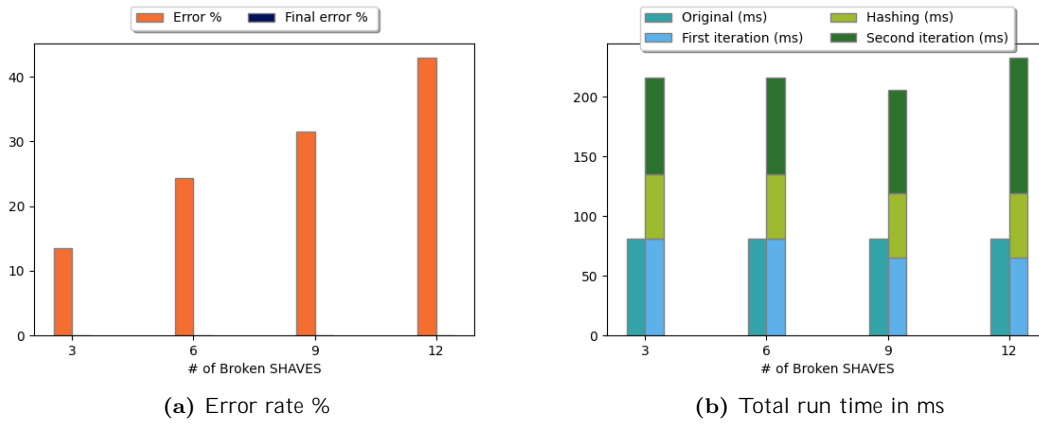 Error %
Final error %
40
30
20
10
0
3
6
9
12
# of Broken SHAVES
(a) Error rate %
Original (ms)
Hashing (ms)
First iteration (ms)
Second iteration (ms)
200
150
100
50
0
3
6
9
12
# of Broken SHAVES
(b) Total run time in ms